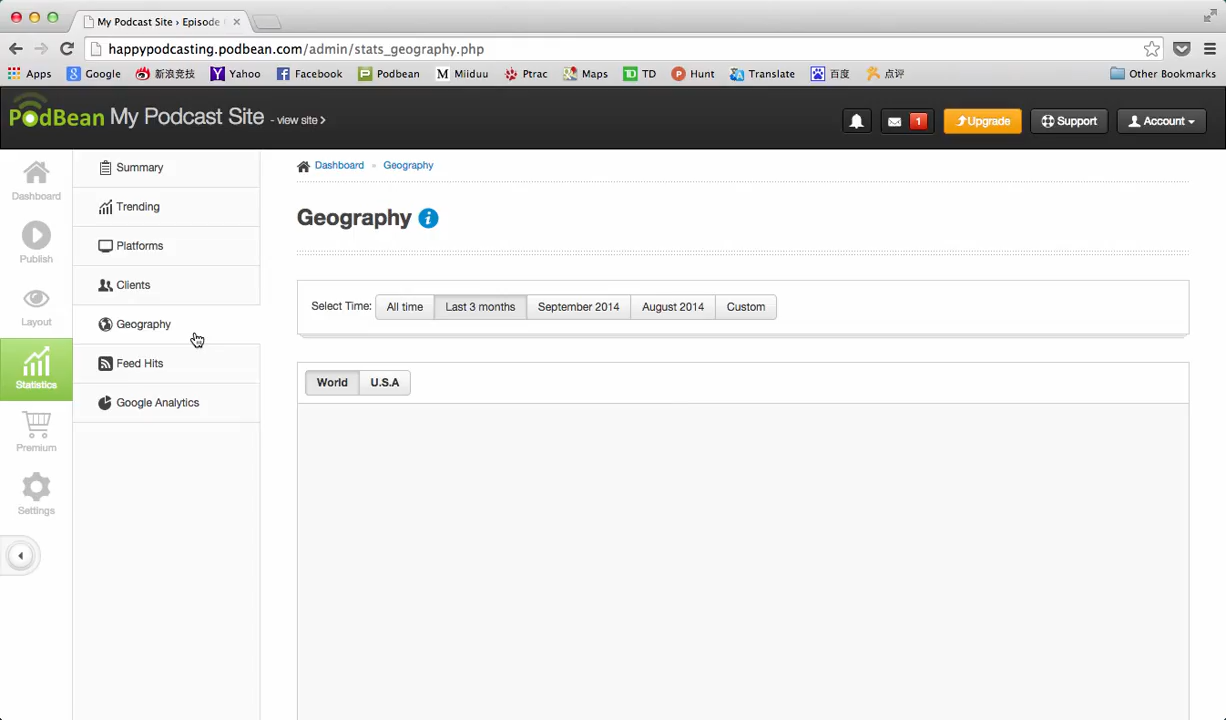 My Podcast Site › Episode
happypodcasting.podbean.com/admin/stats_geography.php
Apps Google 新浪竞技 Yahoo Facebook Podbean Miiduu Ptrac Maps TD Hunt Translate 百度 点评 Other Bookmarks
PodBean My Podcast Site - view site 1 Upgrade Support Account
Dashboard
Publish
Layout
Statistics
Premium
Settings
Summary
Trending
Platforms
Clients
Geography
Feed Hits
Google Analytics
Dashboard Geography
Geography
Select Time: All time Last 3 months September 2014 August 2014 Custom
World U.S.A